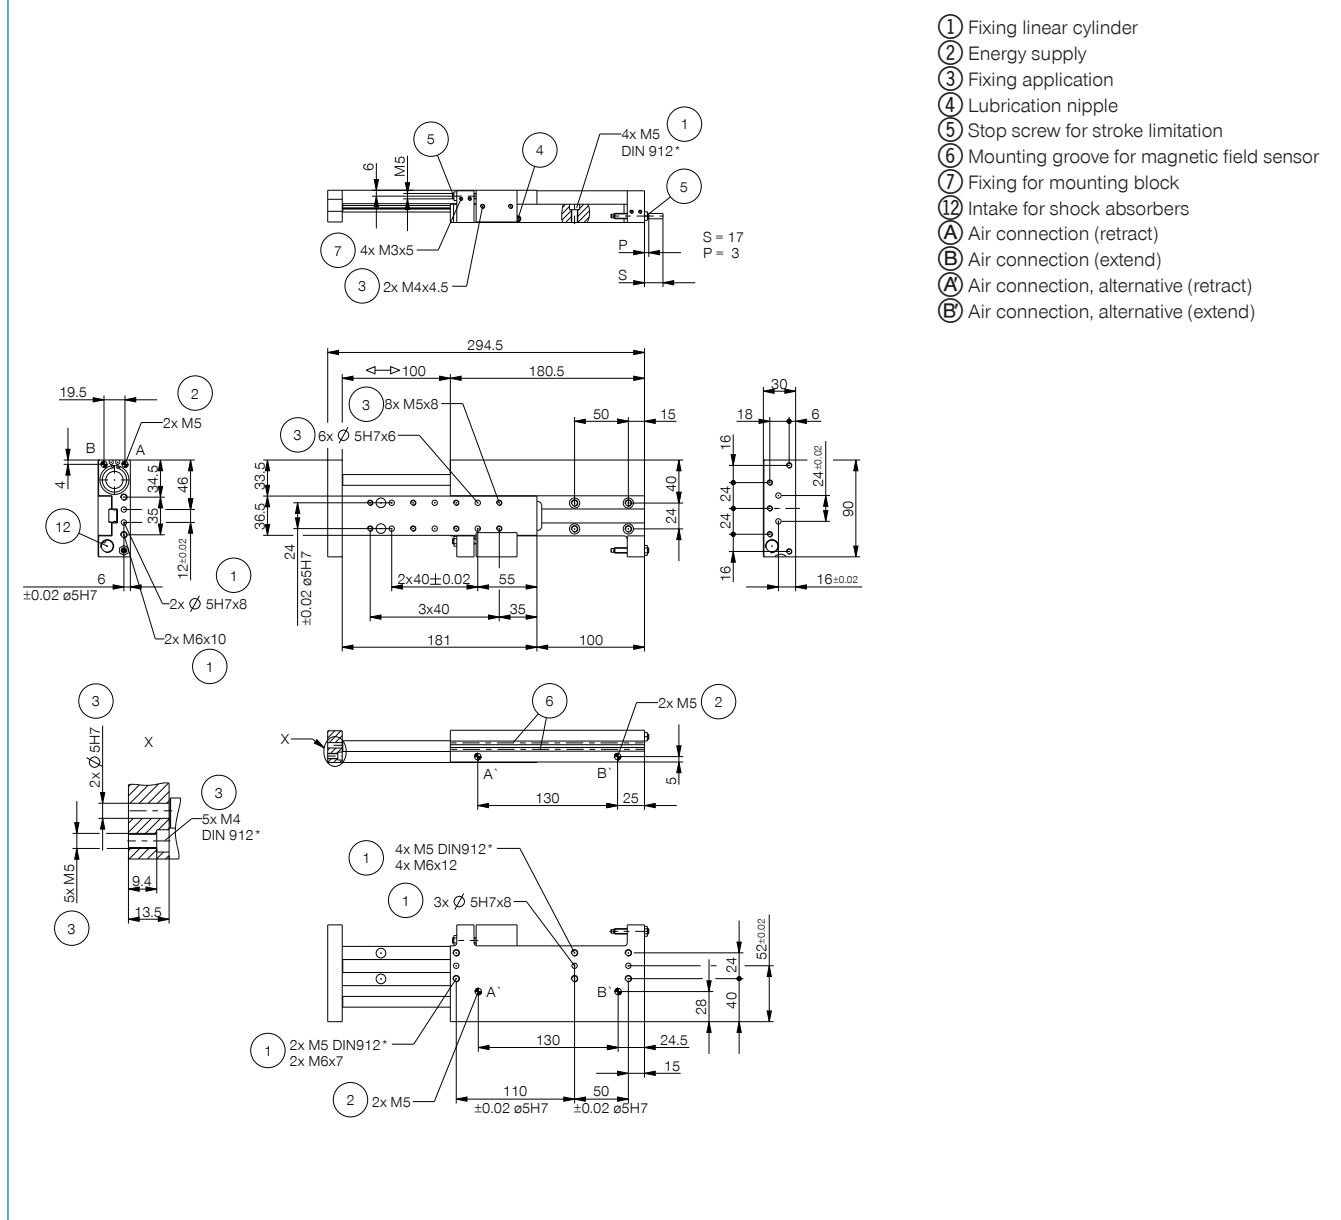 1 Fixing linear cylinder
2 Energy supply
3 Fixing application
4 Lubrication nipple
5 Stop screw for stroke limitation
6 Mounting groove for magnetic field sensor
7 Fixing for mounting block
12 Intake for shock absorbers
A Air connection (retract)
B Air connection (extend)
A' Air connection, alternative (retract)
B' Air connection, alternative (extend)
5
4
4x M5
DIN 912*
1
5
6
M5
7
4x M3x5
3
2x M4x4.5
P
S
S = 17
P = 3
294.5
100
180.5
3
8x M5x8
3
6x Ø 5H7x6
50
15
33.5
36.5
40
24
24
±0.02 ø5H7
2x40±0.02
55
3x40
35
181
100
19.5
2
2x M5
B
A
4
34.5
46
35
12±0.02
12
6
±0.02 ø5H7
1
2x Ø 5H7x8
2x M6x10
1
30
18
6
16
24
24
16
24±0.02
90
16±0.02
3
2x Ø 5H7
X
3
5x M4
DIN 912*
5x M5
9.4
13.5
3
X
6
2x M5
2
A`
B`
5
130
25
1
4x M5 DIN912*
4x M6x12
1
3x Ø 5H7x8
A`
B`
28
24
40
52±0.02
1
2x M5 DIN912*
2x M6x7
130
24.5
15
2
2x M5
110
±0.02 ø5H7
50
±0.02 ø5H7